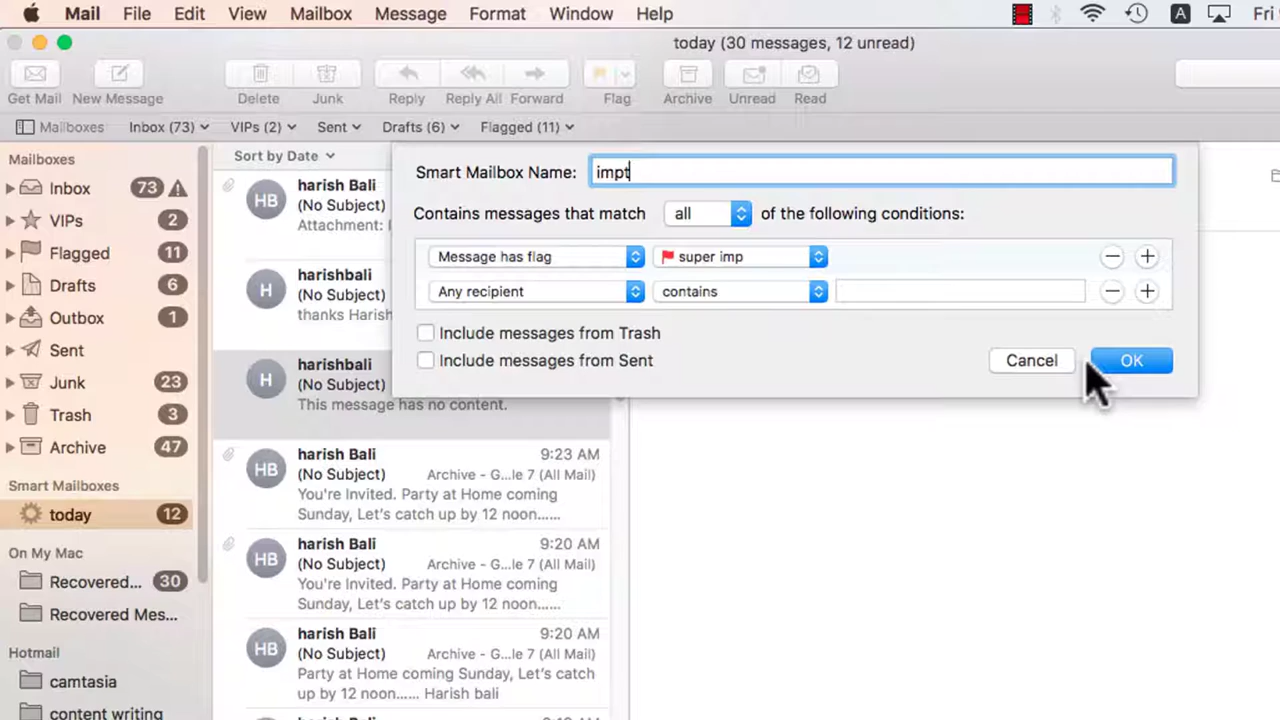 Mail File Edit View Mailbox Message Format Window Help A Fri
today (30 messages, 12 unread)
Get Mail New Message Delete Junk Reply Reply All Forward Flag Archive Unread Read
Mailboxes Inbox (73) VIPs (2) Sent Drafts (6) Flagged (11)
Mailboxes
Inbox 73
VIPs 2
Flagged 11
Drafts 6
Outbox 1
Sent
Junk 23
Trash 3
Archive 47
Smart Mailboxes
today 12
On My Mac
Recovered... 30
Recovered Mes...
Hotmail
camtasia
content writing
Sort by Date
HB harish Bali
(No Subject)
Attachment:
H harishbali
(No Subject)
thanks Harish
H harishbali
(No Subject)
This message has no content.
HB harish Bali 9:23 AM
(No Subject) Archive - G...le 7 (All Mail)
You're Invited. Party at Home coming
Sunday, Let's catch up by 12 noon......
HB harish Bali 9:20 AM
(No Subject) Archive - G...le 7 (All Mail)
You're Invited. Party at Home coming
Sunday, Let's catch up by 12 noon......
HB harish Bali 9:20 AM
(No Subject) Archive - G...le 7 (All Mail)
Party at Home coming Sunday, Let's catch
up by 12 noon...... Harish bali
Smart Mailbox Name: impt
Contains messages that match all of the following conditions:
Message has flag super imp
Any recipient contains
Include messages from Trash
Include messages from Sent
Cancel OK